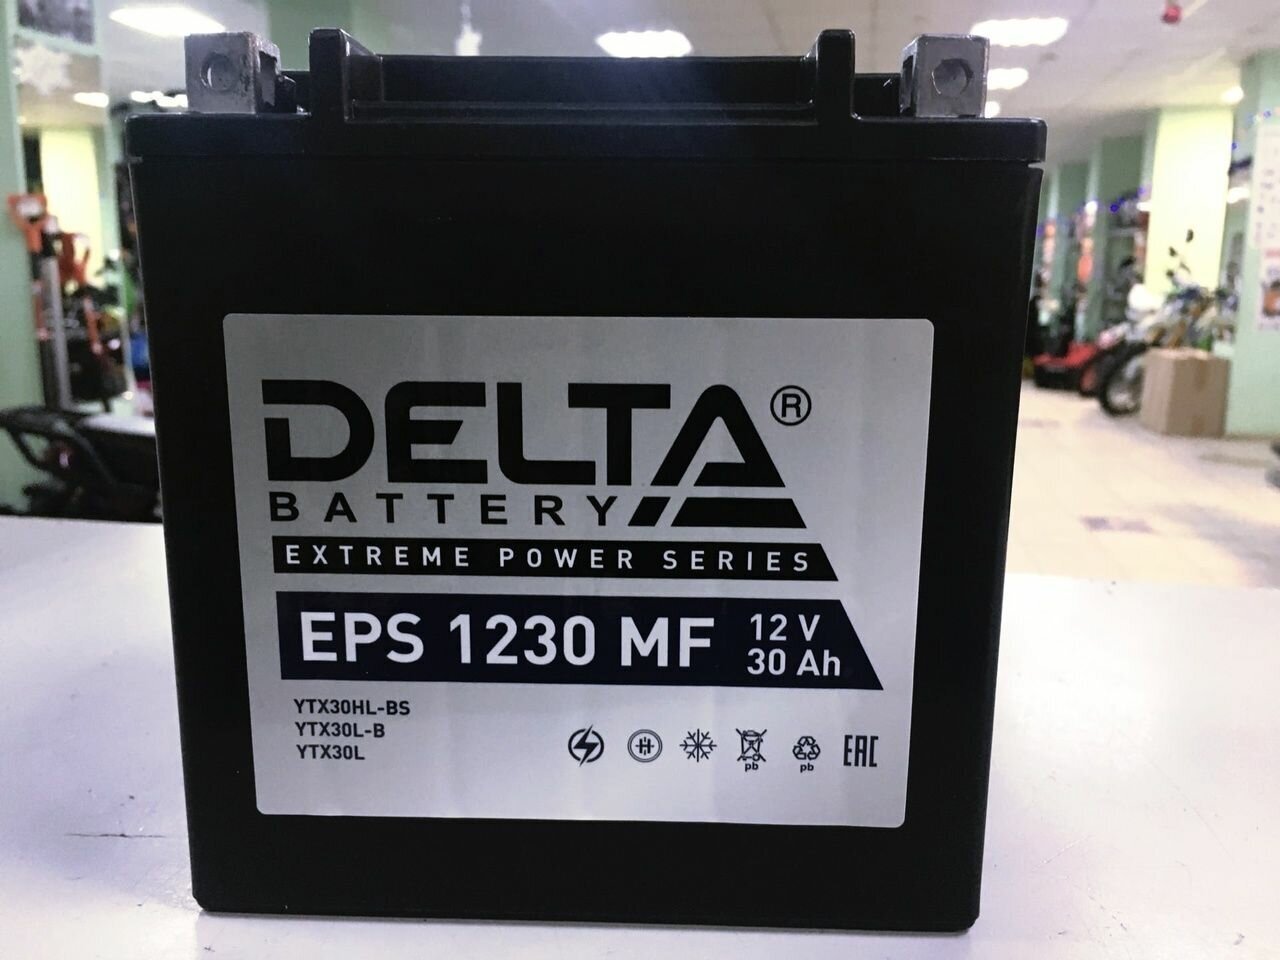 DELTA®
BATTERY
EXTREME POWER SERIES
EPS 1230 MF
12 V
30 Ah
YTX30HL-BS
YTX30L-B
YTX30L
pb
pb
EAC